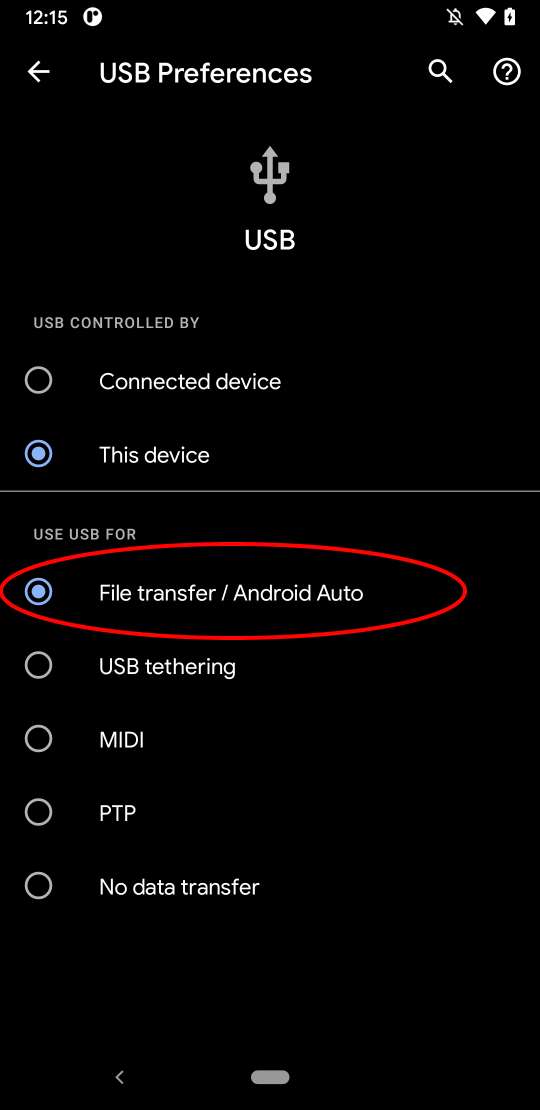 12:15
USB Preferences
USB
USB CONTROLLED BY
Connected device
This device
USE USB FOR
File transfer / Android Auto
USB tethering
MIDI
PTP
No data transfer